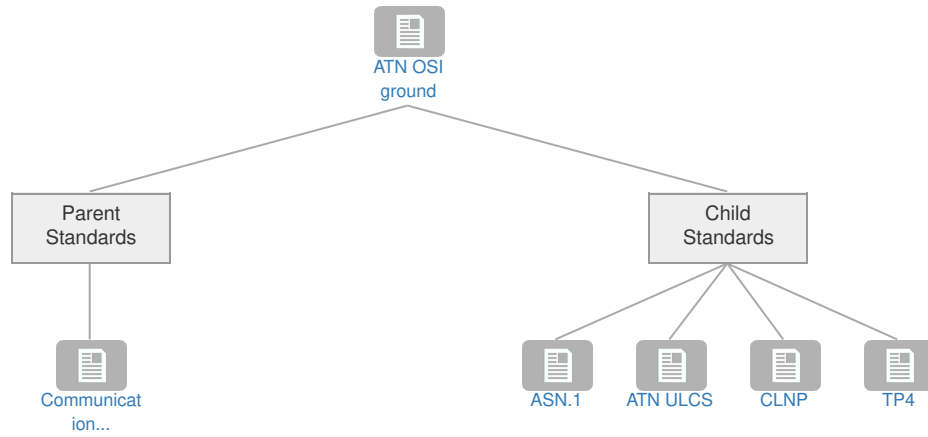 ATN OSI
ground
Parent
Standards
Child
Standards
Communicat
ion...
ASN.1
ATN ULCS
CLNP
TP4